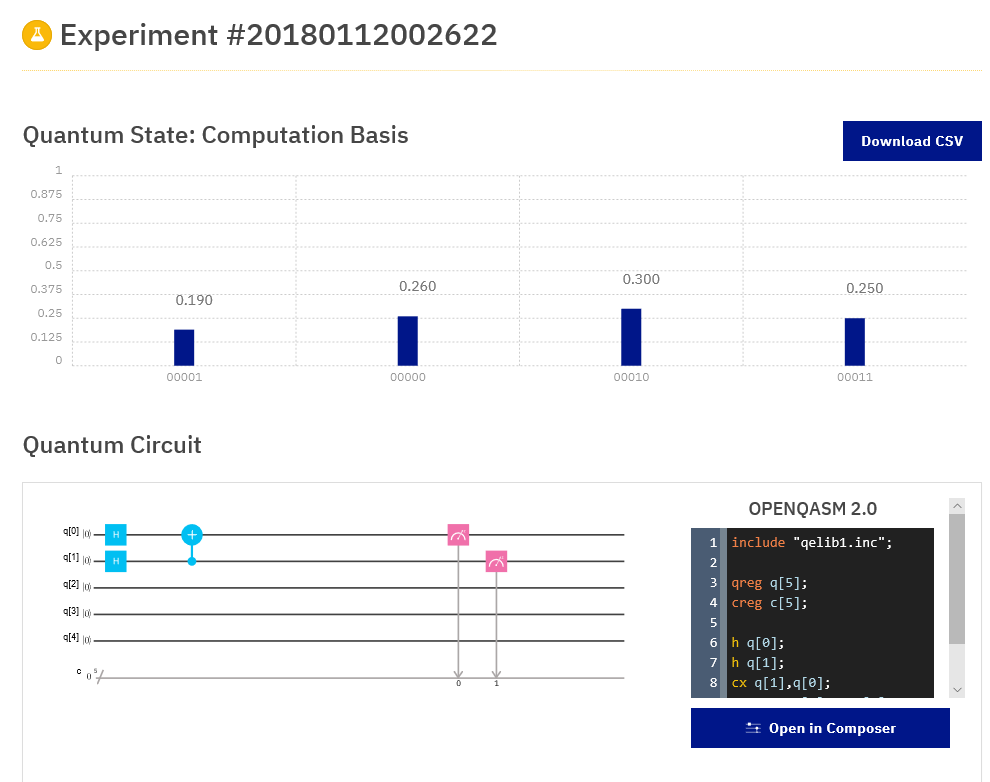 Experiment #20180112002622
Quantum State: Computation Basis
Download CSV
1
0.875
0.75
0.625
0.5
0.375
0.25
0.125
0
0.190
0.260
0.300
0.250
00001
00000
00010
00011
Quantum Circuit
q[0] |0⟩
H
+
q[1] |0⟩
H
q[2] |0⟩
q[3] |0⟩
q[4] |0⟩
c 0 5
0
1
OPENQASM 2.0
1 include "qelib1.inc";
2
3 qreg q[5];
4 creg c[5];
5
6 h q[0];
7 h q[1];
8 cx q[1],q[0];
Open in Composer